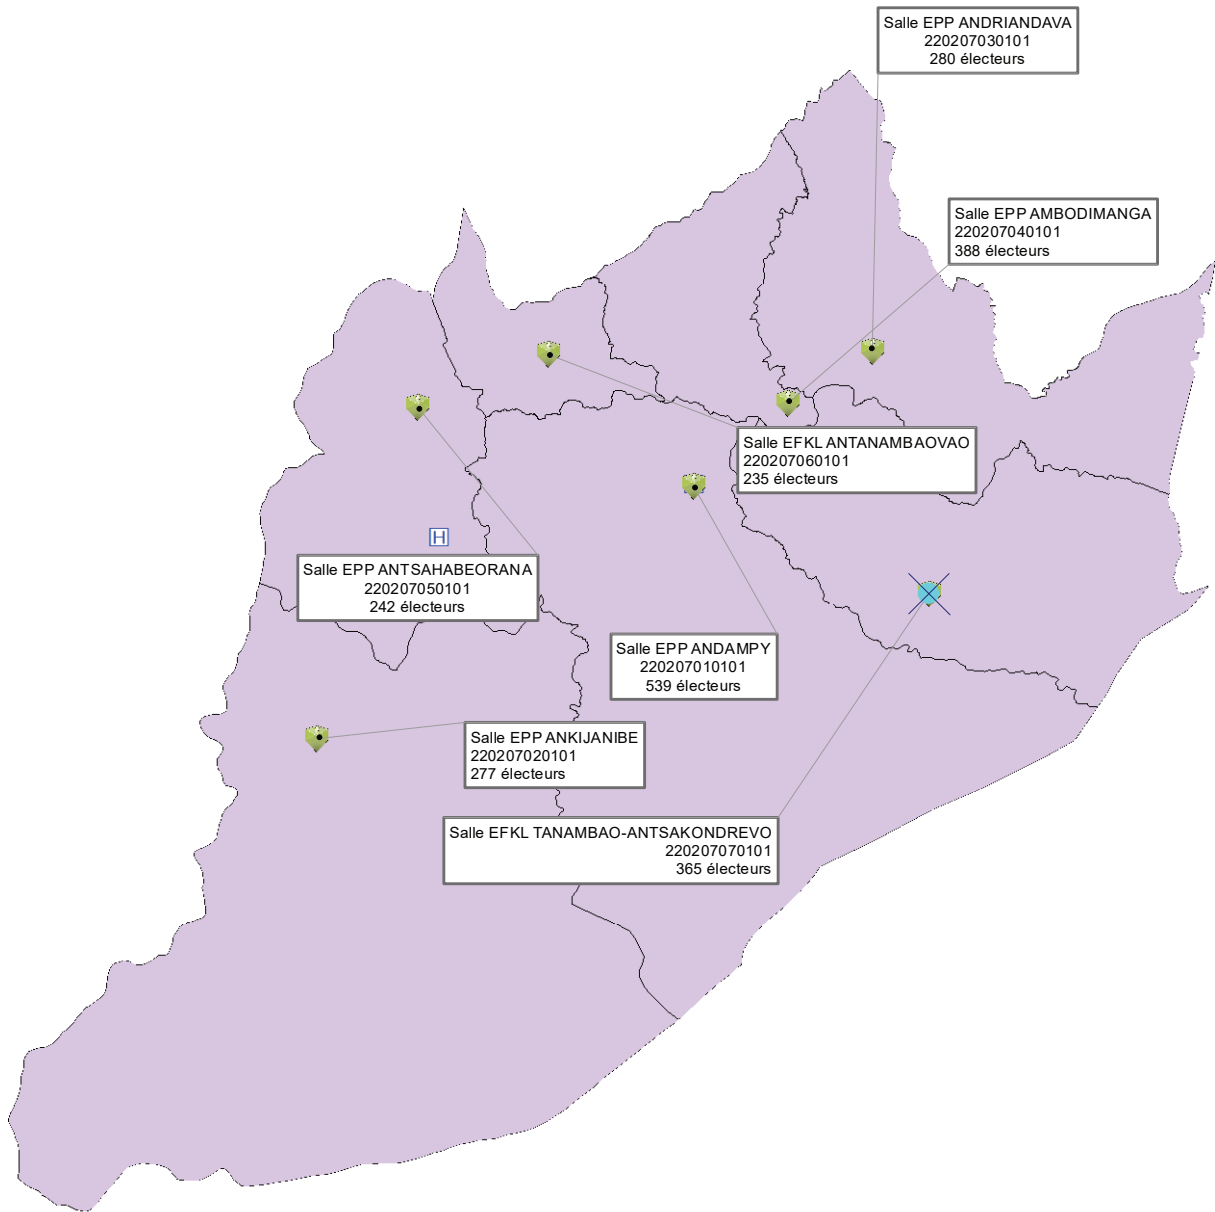 Salle EPP ANDRIANDAVA
220207030101
280 électeurs
Salle EPP AMBODIMANGA
220207040101
388 électeurs
Salle EFKL ANTANAMBAOVAO
220207060101
235 électeurs
H
Salle EPP ANTSAHABEORANA
220207050101
242 électeurs
Salle EPP ANDAMPY
220207010101
539 électeurs
Salle EPP ANKIJANIBE
220207020101
277 électeurs
Salle EFKL TANAMBAO-ANTSAKONDREVO
220207070101
365 électeurs